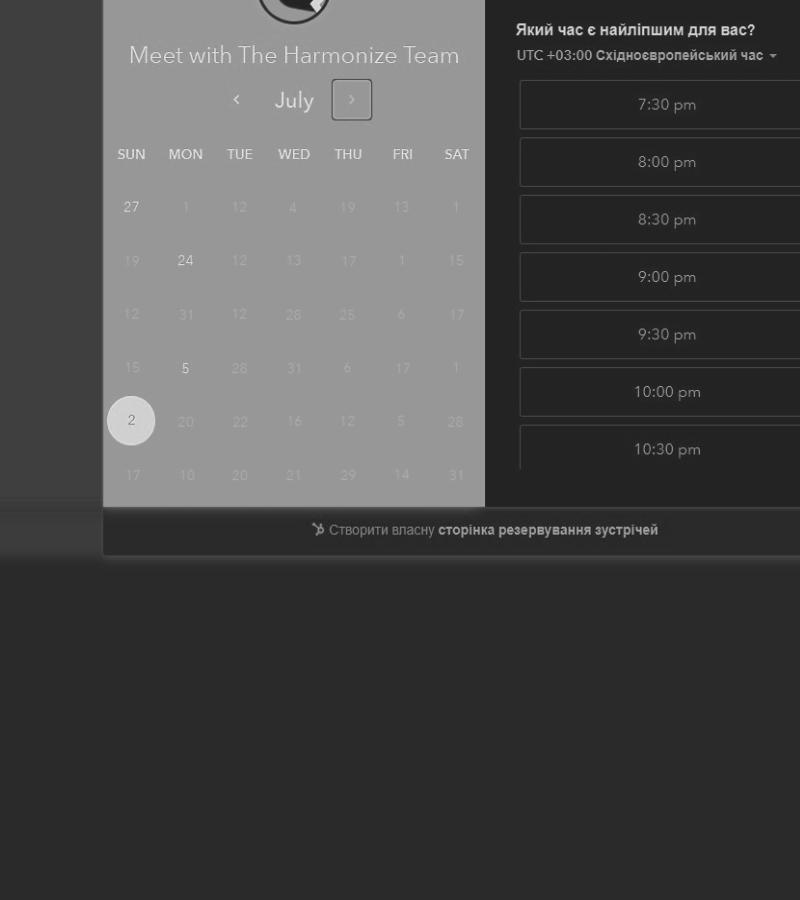 Meet with The Harmonize Team
July
SUN MON TUE WED THU FRI SAT
27 1 12 4 19 13 1
19 24 12 13 17 1 15
12 31 12 28 25 6 17
15 5 28 31 6 17 1
2 20 22 16 12 5 28
17 10 20 21 29 14 31
Який час є найліпшим для вас?
UTC +03:00 Східноєвропейський час
7:30 pm
8:00 pm
8:30 pm
9:00 pm
9:30 pm
10:00 pm
10:30 pm
Створити власну сторінка резервування зустрічей